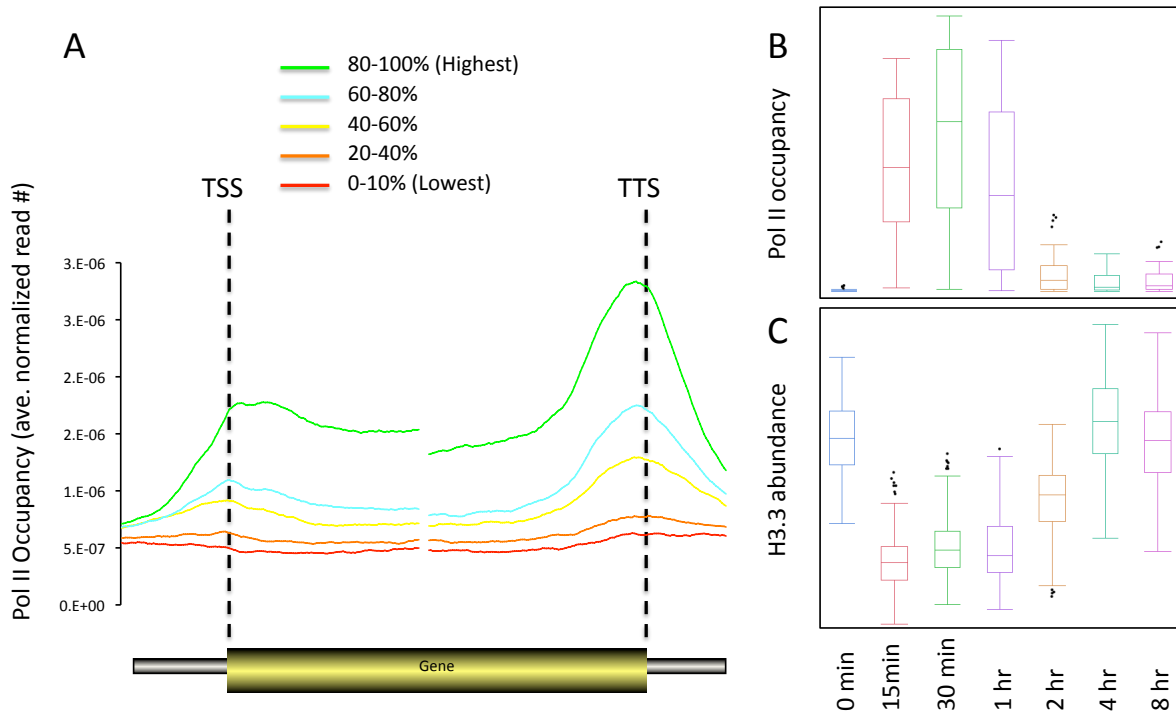 A
80-100% (Highest)
60-80%
40-60%
20-40%
0-10% (Lowest)
TSS
TTS
Pol II Occupancy (ave. normalized read #)
3.E-06
3.E-06
2.E-06
2.E-06
1.E-06
5.E-07
0.E+00
Gene
B
Pol II occupancy
C
H3.3 abundance
0 min
15min
30 min
1 hr
2 hr
4 hr
8 hr